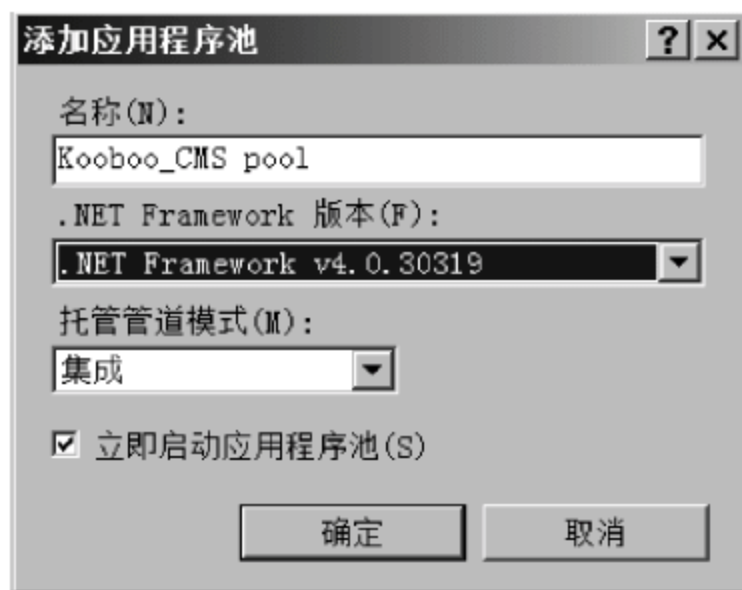 添加应用程序池
名称(N):
Kooboo_CMS pool
.NET Framework 版本(F):
.NET Framework v4.0.30319
托管管道模式(M):
集成
立即启动应用程序池(S)
确定 取消